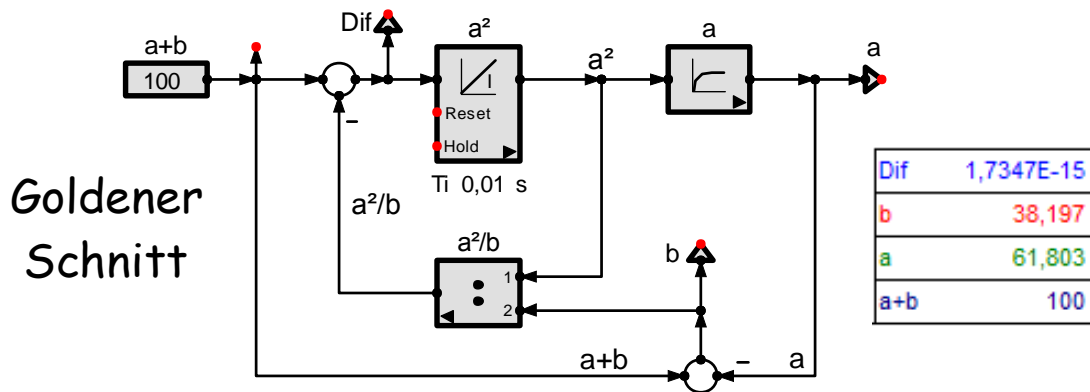 Dif
a²
a
a+b
100
a²
a
–
Reset
Hold
Ti 0,01 s
Goldener
Schnitt
a²/b
a²/b
1
2
b
a+b
–
a
Dif 1,7347E-15
b 38,197
a 61,803
a+b 100